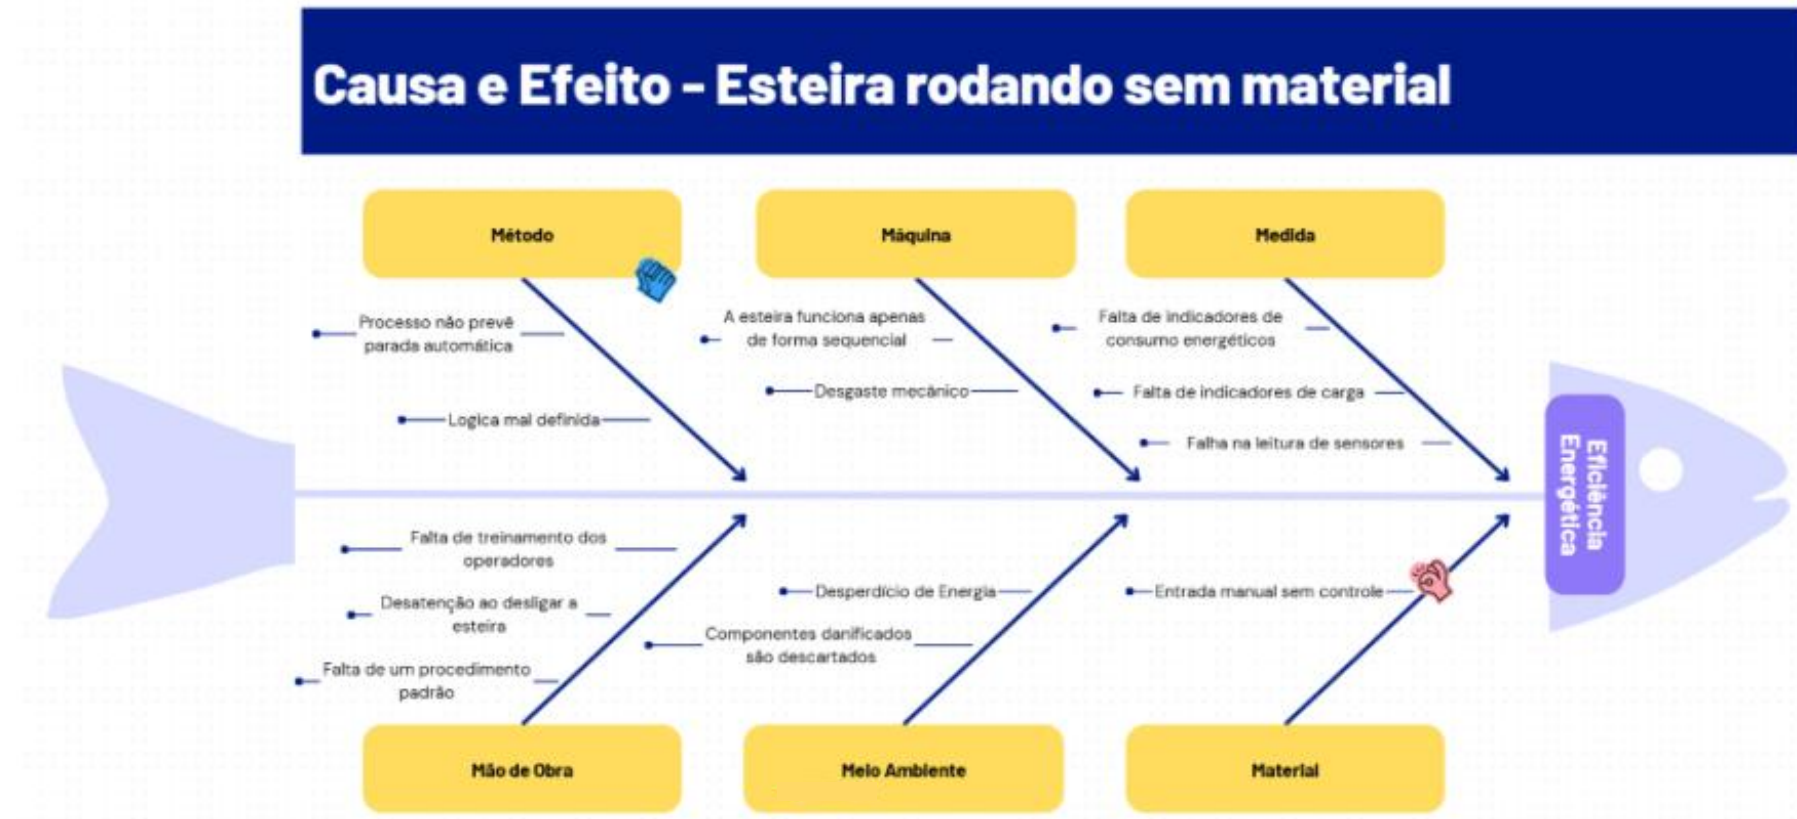 Causa e Efeito - Esteira rodando sem material
Método
Máquina
Medida
Processo não prevê
parada automática
Logica mal definida
A esteira funciona apenas
de forma sequencial
Desgaste mecânico
Falta de indicadores de
consumo energéticos
Falta de indicadores de carga
Falha na leitura de sensores
Eficiência
Energética
Falta de treinamento dos
operadores
Desatenção ao desligar a
esteira
Falta de um procedimento
padrão
Desperdício de Energia
Componentes danificados
são descartados
Entrada manual sem controle
Mão de Obra
Meio Ambiente
Material